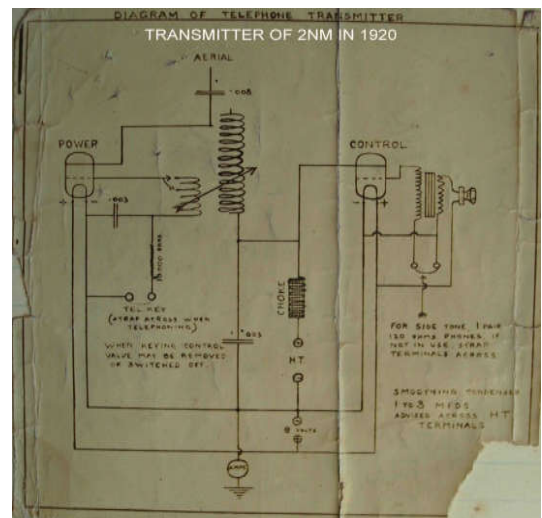 DIAGRAM OF TELEPHONE TRANSMITTER
TRANSMITTER OF 2NM IN 1920
AERIAL
.008
POWER
CONTROL
.003
TEL KEY
(STRAP ACROSS WHEN
TELEPHONING)
WHEN KEYING CONTROL
VALVE MAY BE REMOVED
OR SWITCHED OFF.
CHOKE
.003
HT
FOR SIDE TONE, 1 PAIR
120 OHMS PHONES. IF
NOT IN USE, STRAP
TERMINALS ACROSS
SMOOTHING CONDENSER
1 TO 3 MFDS
ADVISED ACROSS HT
TERMINALS
VOLTS
AMPS